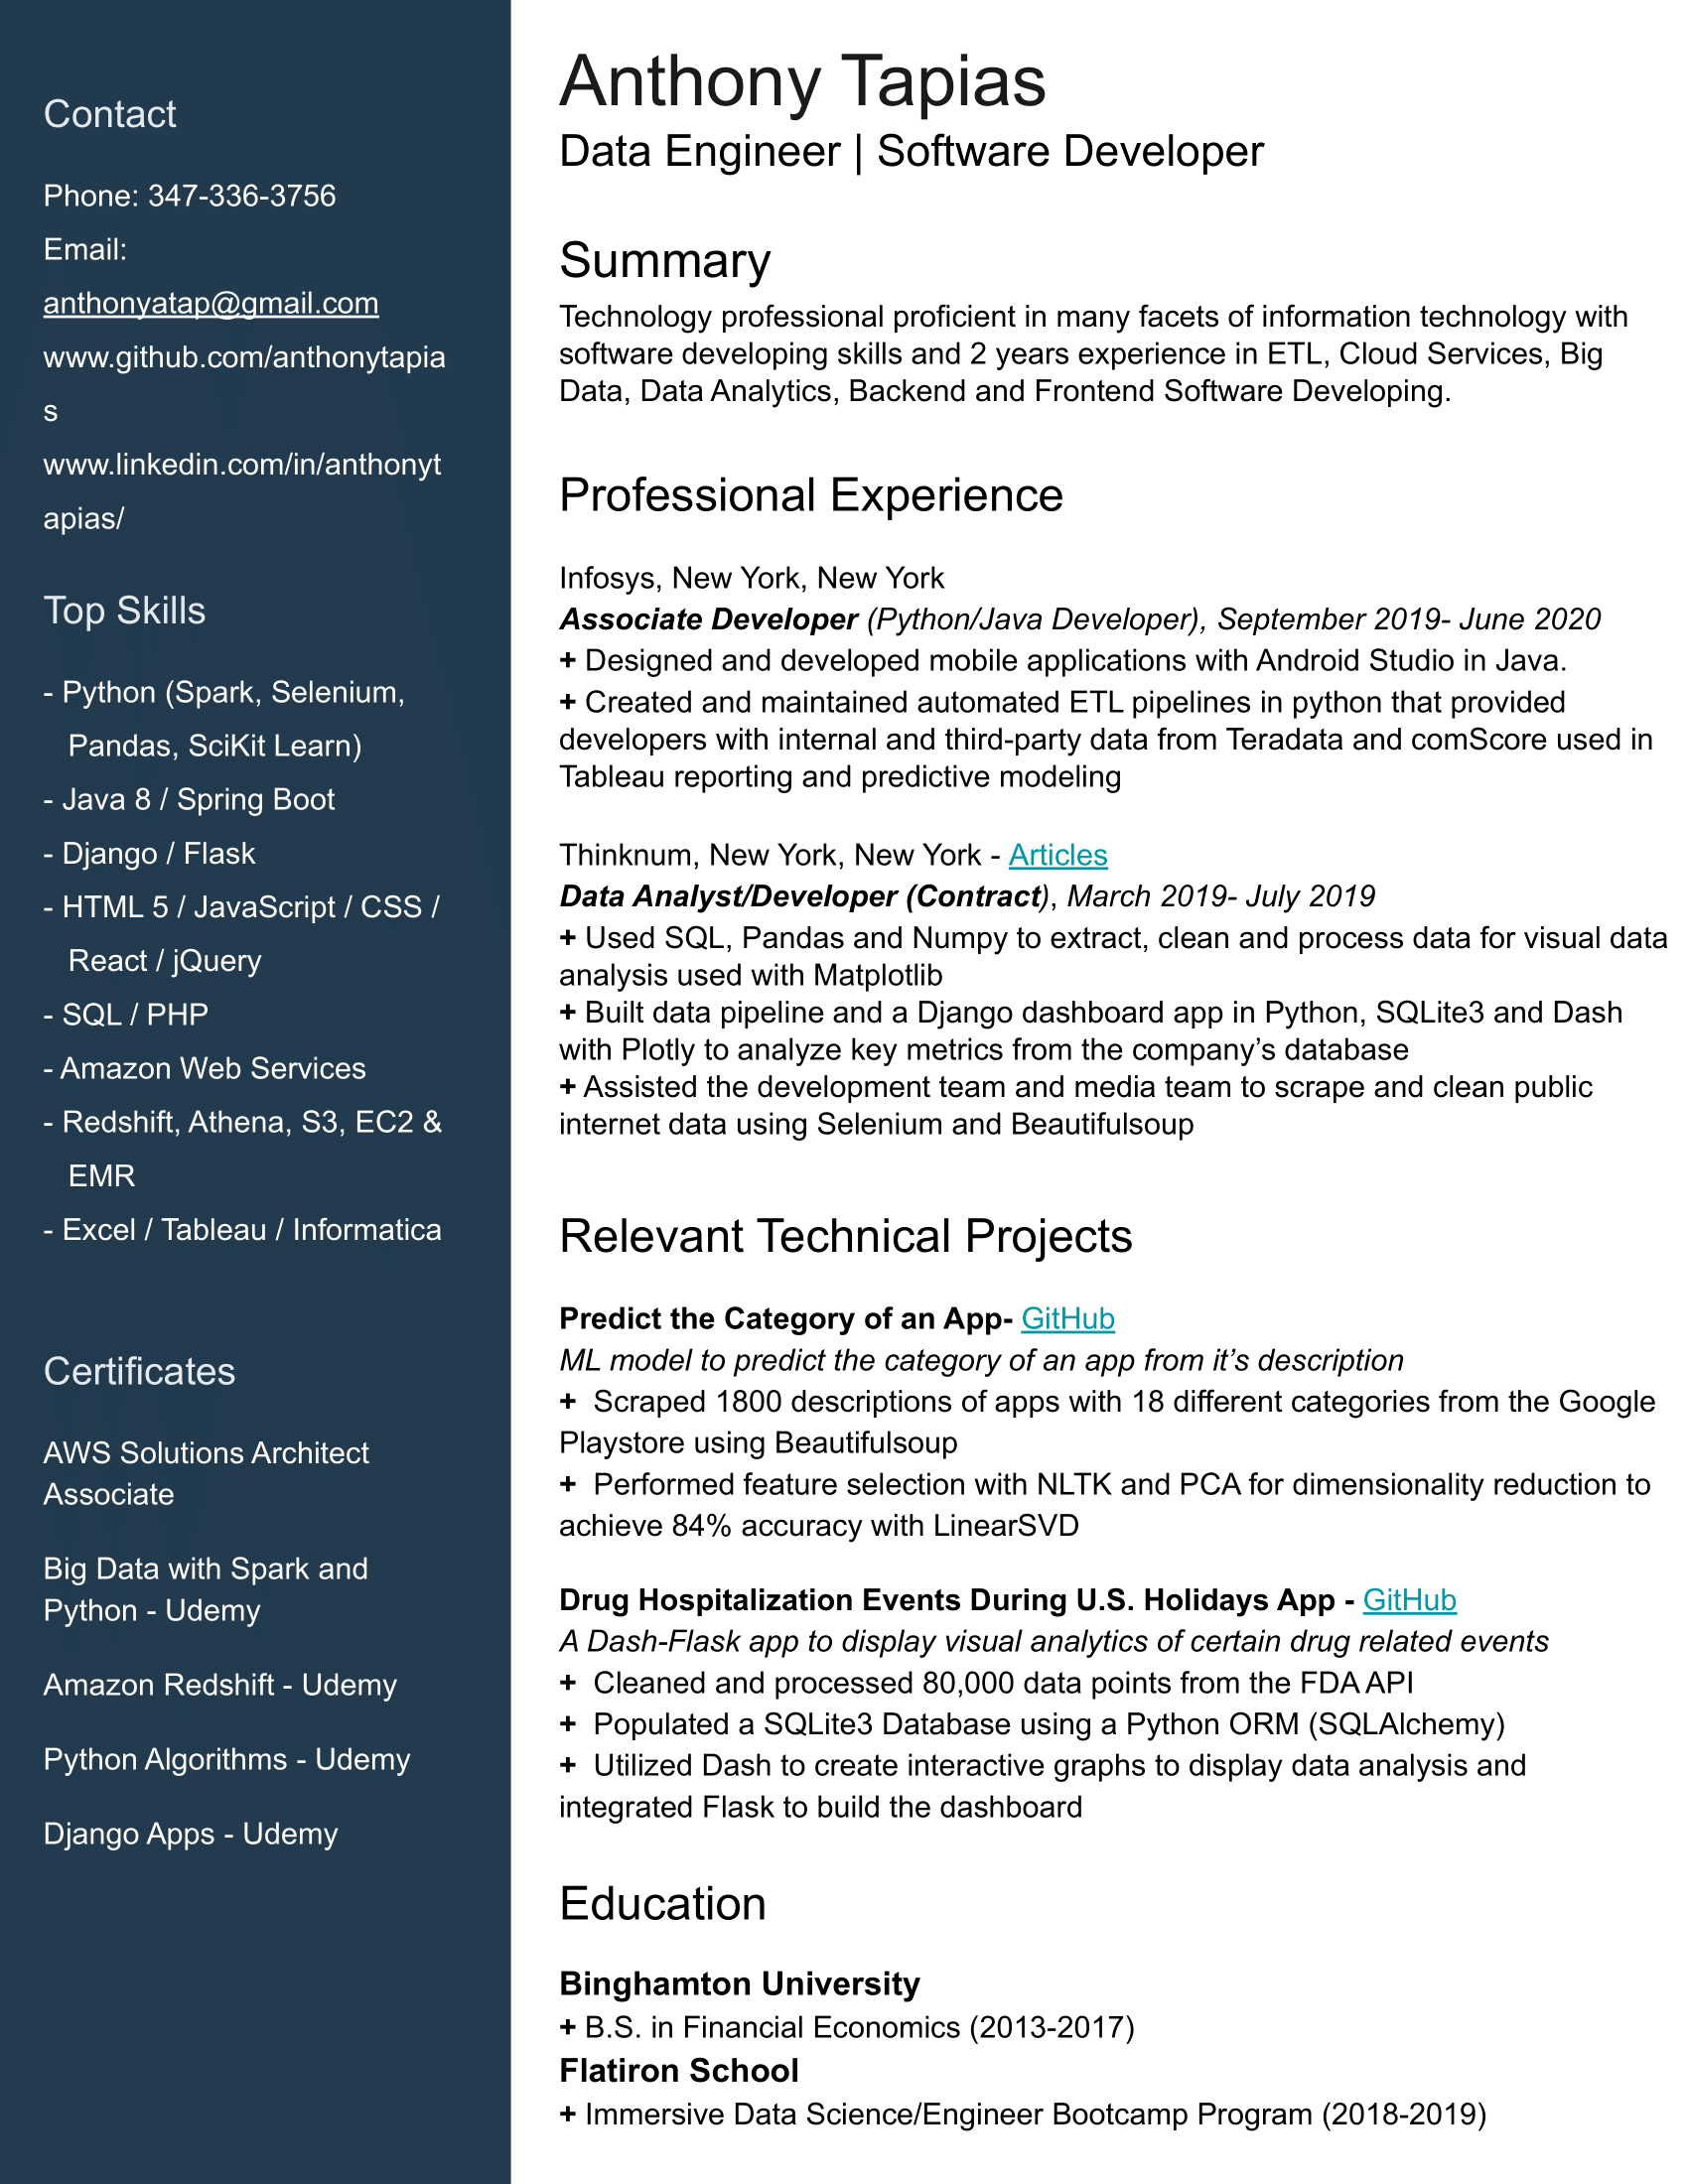 Contact
Phone: 347-336-3756
Email:
anthonyatap@gmail.com
www.github.com/anthonytapia
s
www.linkedin.com/in/anthonyt
apias/
Top Skills
- Python (Spark, Selenium,
Pandas, SciKit Learn)
- Java 8 / Spring Boot
- Django / Flask
- HTML 5 / JavaScript / CSS /
React / jQuery
- SQL / PHP
- Amazon Web Services
- Redshift, Athena, S3, EC2 &
EMR
- Excel / Tableau / Informatica
Certificates
AWS Solutions Architect
Associate
Big Data with Spark and
Python - Udemy
Amazon Redshift - Udemy
Python Algorithms - Udemy
Django Apps - Udemy
Anthony Tapias
Data Engineer | Software Developer
Summary
Technology professional proficient in many facets of information technology with
software developing skills and 2 years experience in ETL, Cloud Services, Big
Data, Data Analytics, Backend and Frontend Software Developing.
Professional Experience
Infosys, New York, New York
Associate Developer (Python/Java Developer), September 2019- June 2020
+ Designed and developed mobile applications with Android Studio in Java.
+ Created and maintained automated ETL pipelines in python that provided
developers with internal and third-party data from Teradata and comScore used in
Tableau reporting and predictive modeling
Thinknum, New York, New York - Articles
Data Analyst/Developer (Contract), March 2019- July 2019
+ Used SQL, Pandas and Numpy to extract, clean and process data for visual data
analysis used with Matplotlib
+ Built data pipeline and a Django dashboard app in Python, SQLite3 and Dash
with Plotly to analyze key metrics from the company’s database
+ Assisted the development team and media team to scrape and clean public
internet data using Selenium and Beautifulsoup
Relevant Technical Projects
Predict the Category of an App- GitHub
ML model to predict the category of an app from it’s description
+ Scraped 1800 descriptions of apps with 18 different categories from the Google
Playstore using Beautifulsoup
+ Performed feature selection with NLTK and PCA for dimensionality reduction to
achieve 84% accuracy with LinearSVD
Drug Hospitalization Events During U.S. Holidays App - GitHub
A Dash-Flask app to display visual analytics of certain drug related events
+ Cleaned and processed 80,000 data points from the FDA API
+ Populated a SQLite3 Database using a Python ORM (SQLAlchemy)
+ Utilized Dash to create interactive graphs to display data analysis and
integrated Flask to build the dashboard
Education
Binghamton University
+ B.S. in Financial Economics (2013-2017)
Flatiron School
+ Immersive Data Science/Engineer Bootcamp Program (2018-2019)